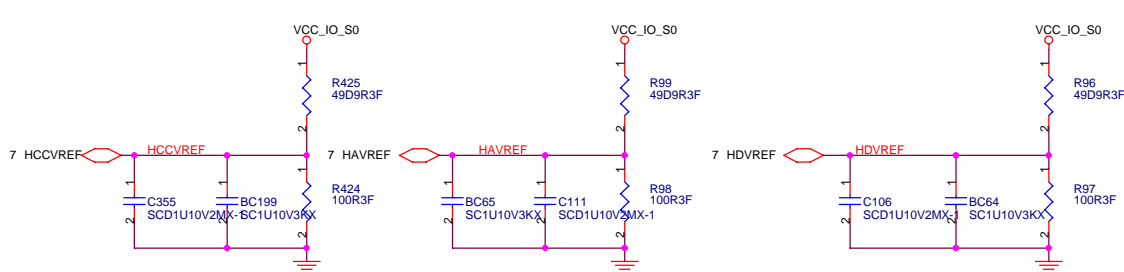 VCC_IO_S0
1
R425
49D9R3F
2
7 HCCVREF
HCCVREF
1
C355
SCD1U10V2MX-1
2
1
BC199
SC1U10V3KX
2
1
R424
100R3F
2
VCC_IO_S0
1
R99
49D9R3F
2
7 HAVREF
HAVREF
1
BC65
SC1U10V3KX
2
1
C111
SCD1U10V2MX-1
2
1
R98
100R3F
2
VCC_IO_S0
1
R96
49D9R3F
2
7 HDVREF
HDVREF
1
C106
SCD1U10V2MX-1
2
1
BC64
SC1U10V3KX
2
1
R97
100R3F
2